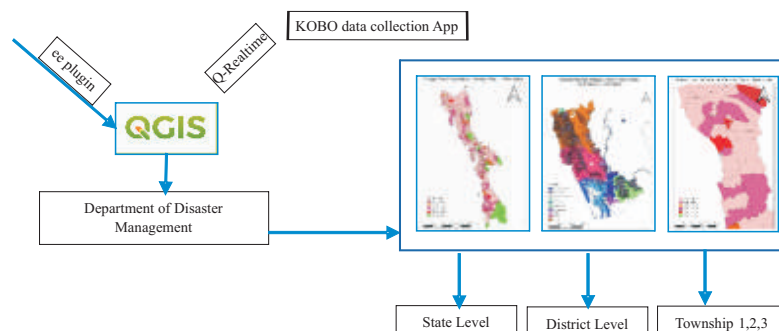 KOBO data collection App
Q-Realtime
ee plugin
QGIS
Department of Disaster
Management
State Level
District Level
Township 1,2,3